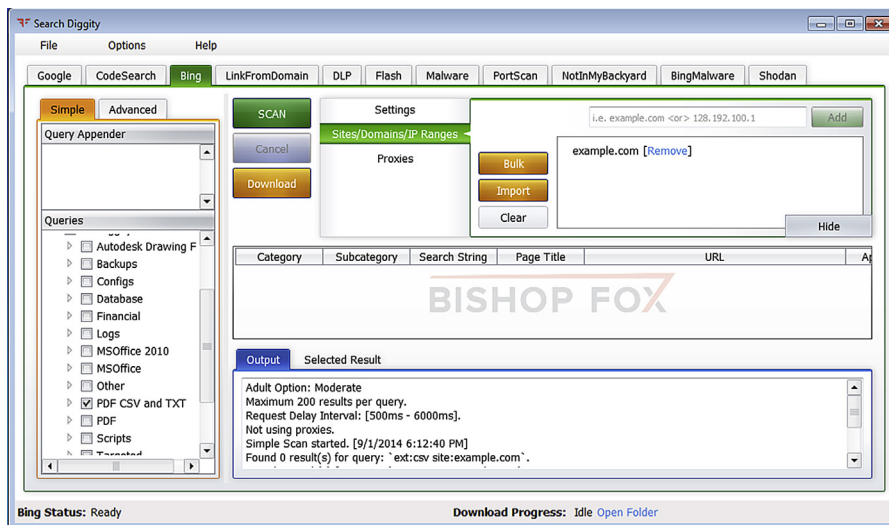 Search Diggity
File Options Help
Google CodeSearch Bing LinkFromDomain DLP Flash Malware PortScan NotInMyBackyard BingMalware Shodan
Simple Advanced
Query Appender
Queries
Autodesk Drawing F
Backups
Configs
Database
Financial
Logs
MSOffice 2010
MSOffice
Other
PDF CSV and TXT
PDF
Scripts
SCAN
Cancel
Download
Settings
Sites/Domains/IP Ranges
Proxies
i.e. example.com <or> 128.192.100.1 Add
Bulk
Import
Clear
example.com [Remove]
Hide
Category Subcategory Search String Page Title URL Ap
BISHOP FOX
Output Selected Result
Adult Option: Moderate
Maximum 200 results per query.
Request Delay Interval: [500ms - 6000ms].
Not using proxies.
Simple Scan started. [9/1/2014 6:12:40 PM]
Found 0 result(s) for query: `ext:csv site:example.com`.
Bing Status: Ready Download Progress: Idle Open Folder